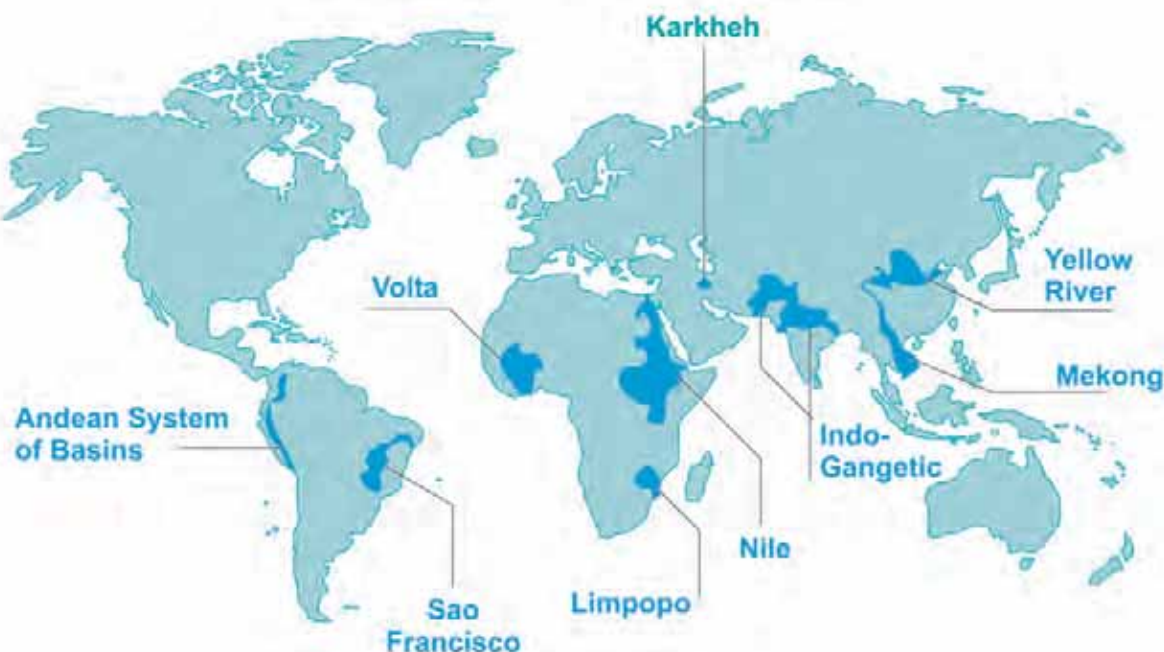 Karkheh
Yellow
River
Volta
Mekong
Andean System
of Basins
Indo-
Gangetic
Nile
Limpopo
Sao
Francisco